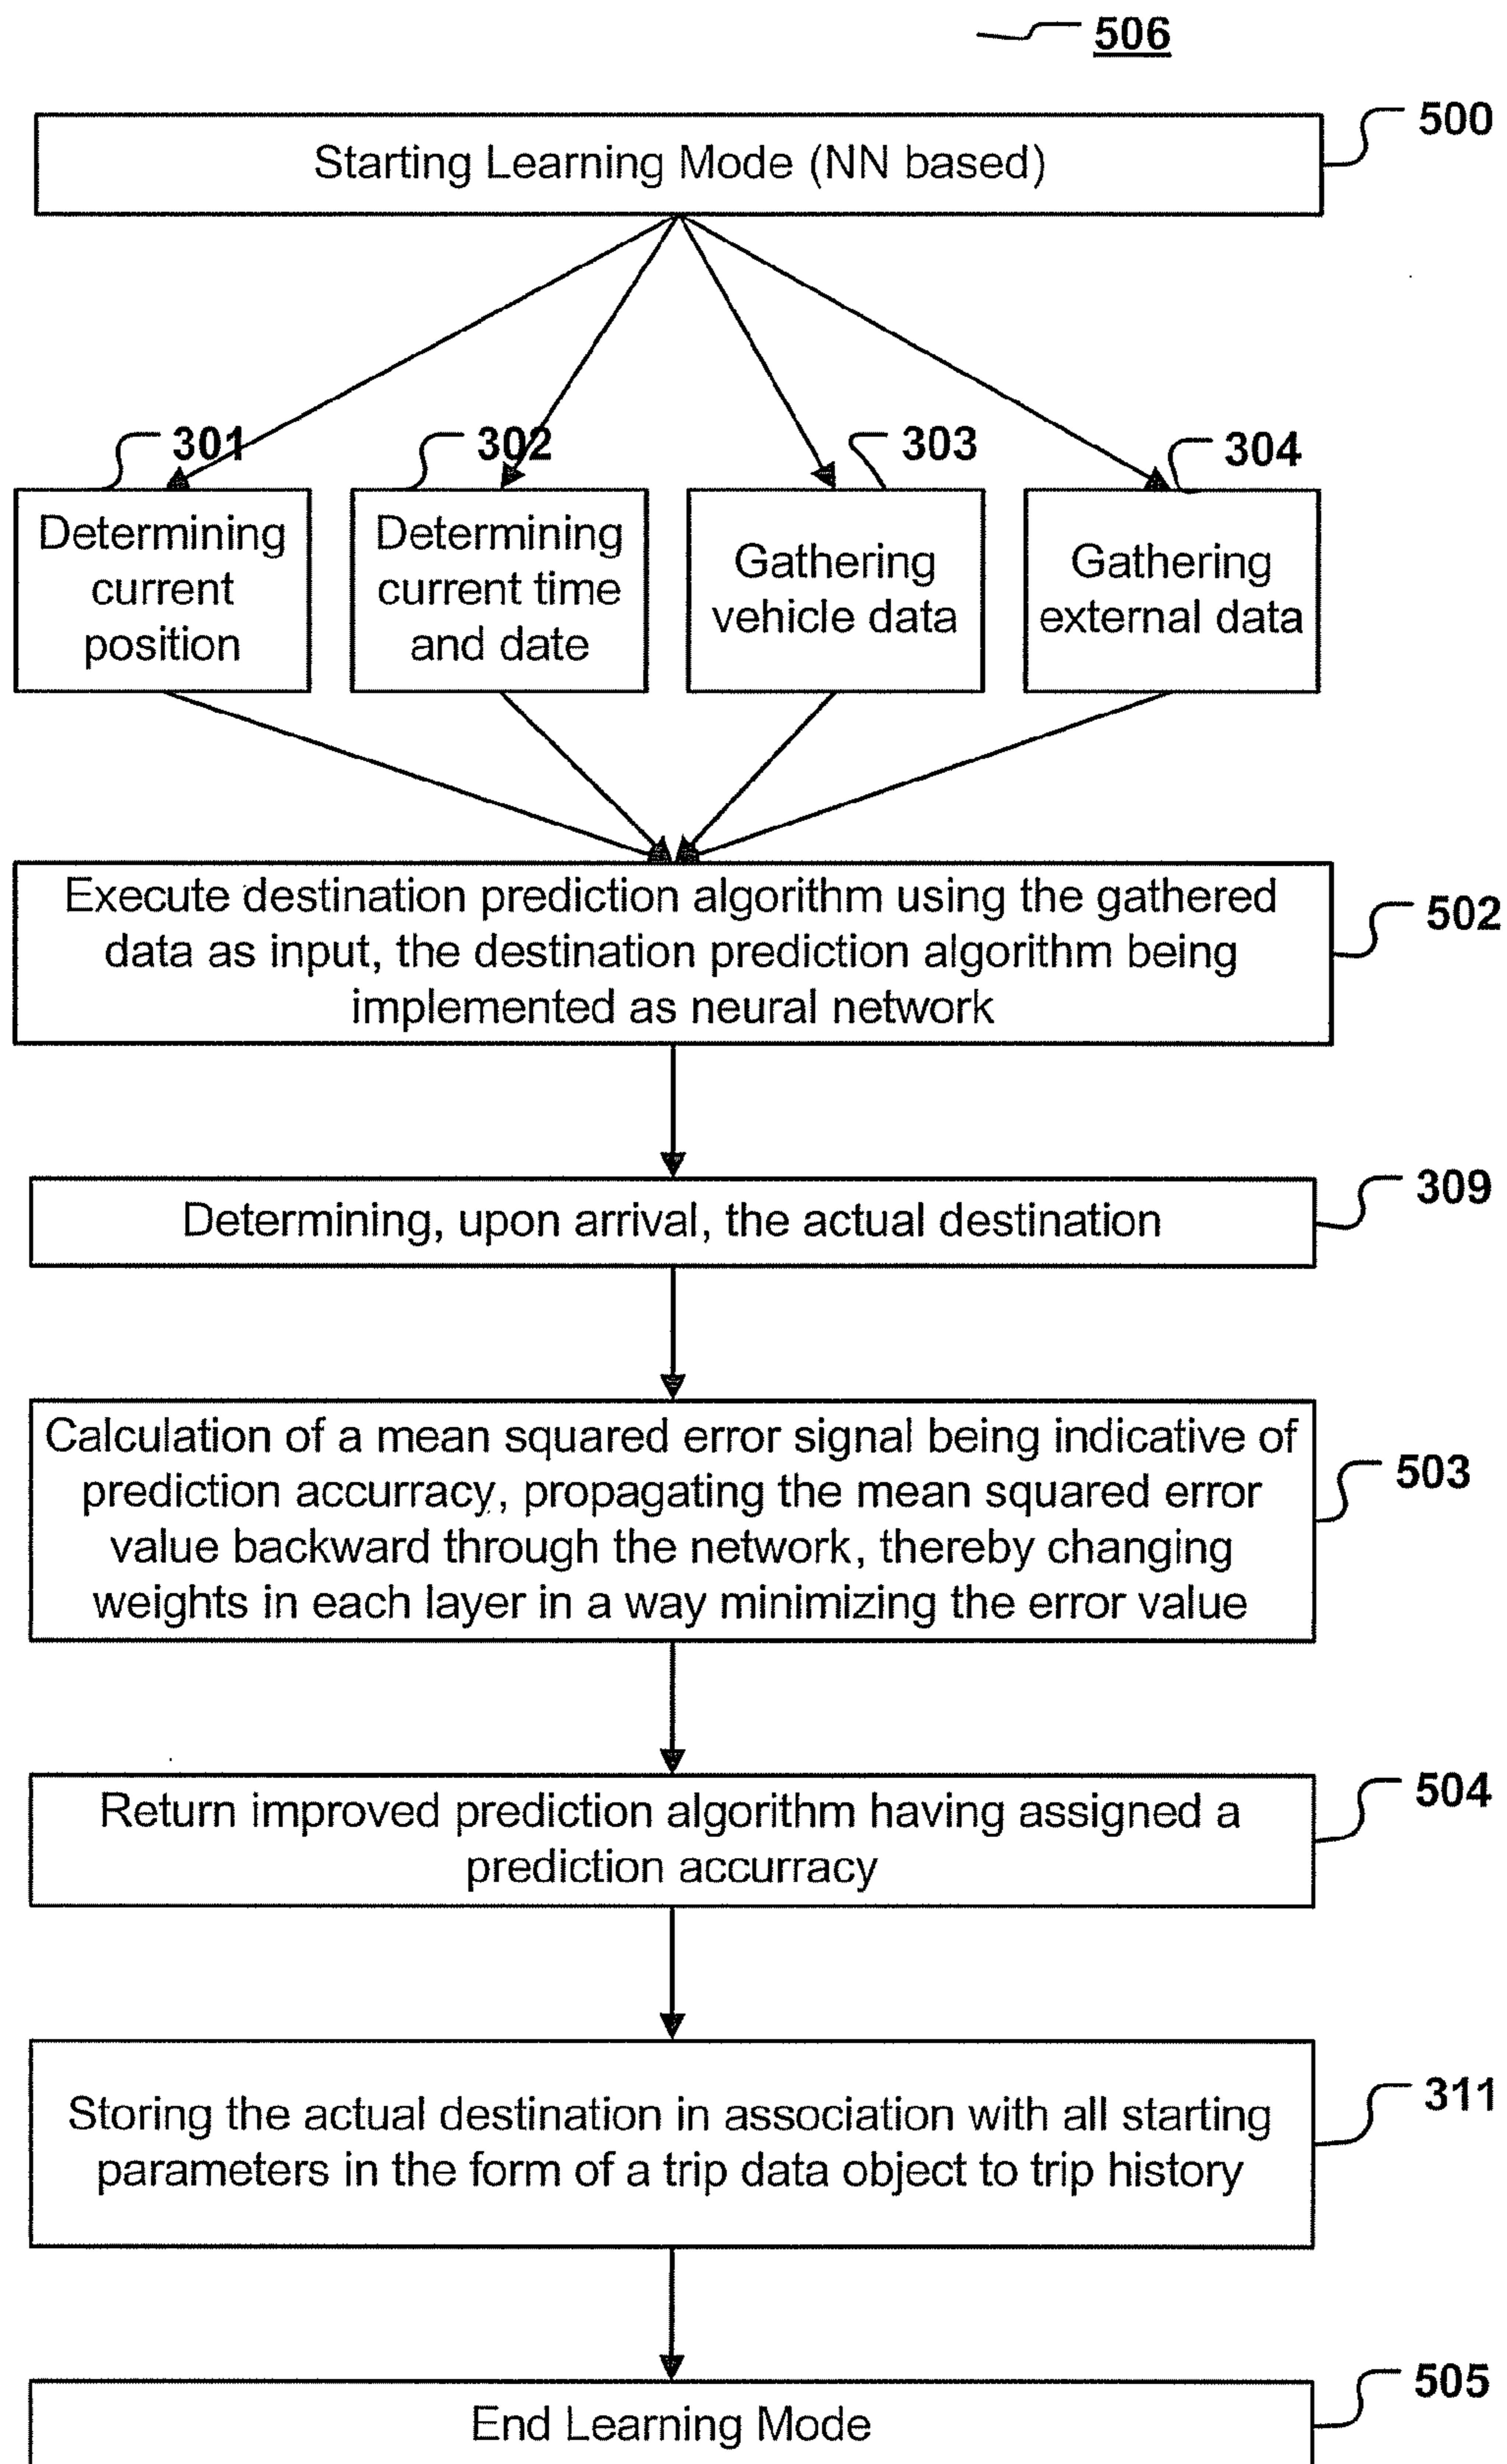 506
500
Starting Learning Mode (NN based)
301
302
303
304
Determining
current
position
Determining
current time
and date
Gathering
vehicle data
Gathering
external data
Execute destination prediction algorithm using the gathered
data as input, the destination prediction algorithm being
implemented as neural network
502
Determining, upon arrival, the actual destination
309
Calculation of a mean squared error signal being indicative of
prediction accurracy, propagating the mean squared error
value backward through the network, thereby changing
weights in each layer in a way minimizing the error value
503
Return improved prediction algorithm having assigned a
prediction accurracy
504
Storing the actual destination in association with all starting
parameters in the form of a trip data object to trip history
311
End Learning Mode
505